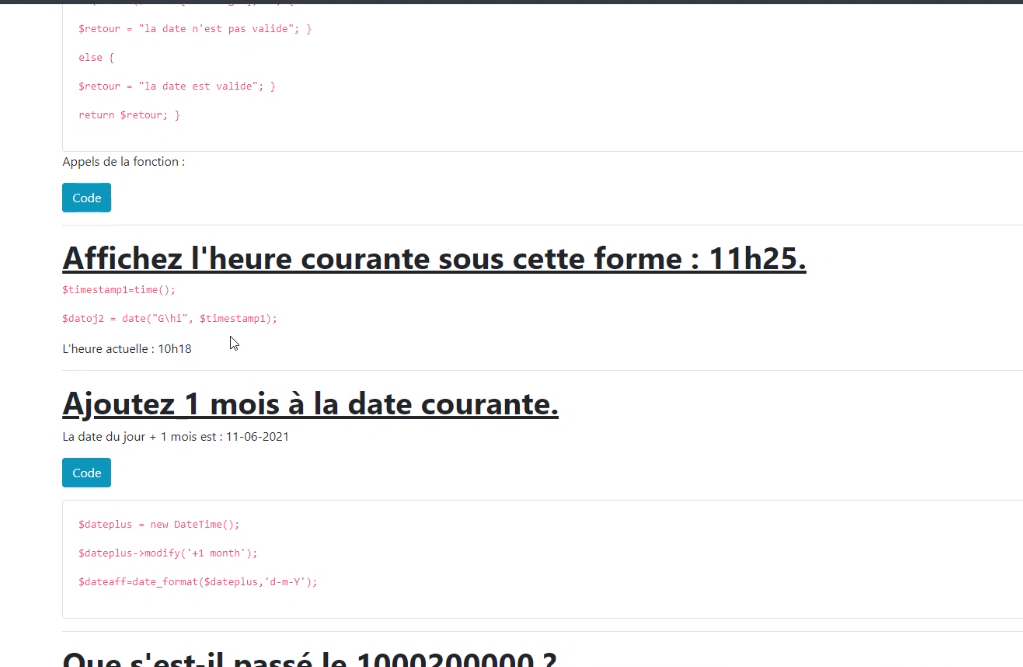 $retour = "la date n'est pas valide"; }
else {
$retour = "la date est valide"; }
return $retour; }
Appels de la fonction :
Code
Affichez l'heure courante sous cette forme : 11h25.
$timestamp1=time();
$datoj2 = date("G\hi", $timestamp1);
L'heure actuelle : 10h18
Ajoutez 1 mois à la date courante.
La date du jour + 1 mois est : 11-06-2021
Code
$dateplus = new DateTime();
$dateplus->modify('+1 month');
$dateaff=date_format($dateplus,'d-m-Y');
Que s'est-il passé le 1000200000 ?